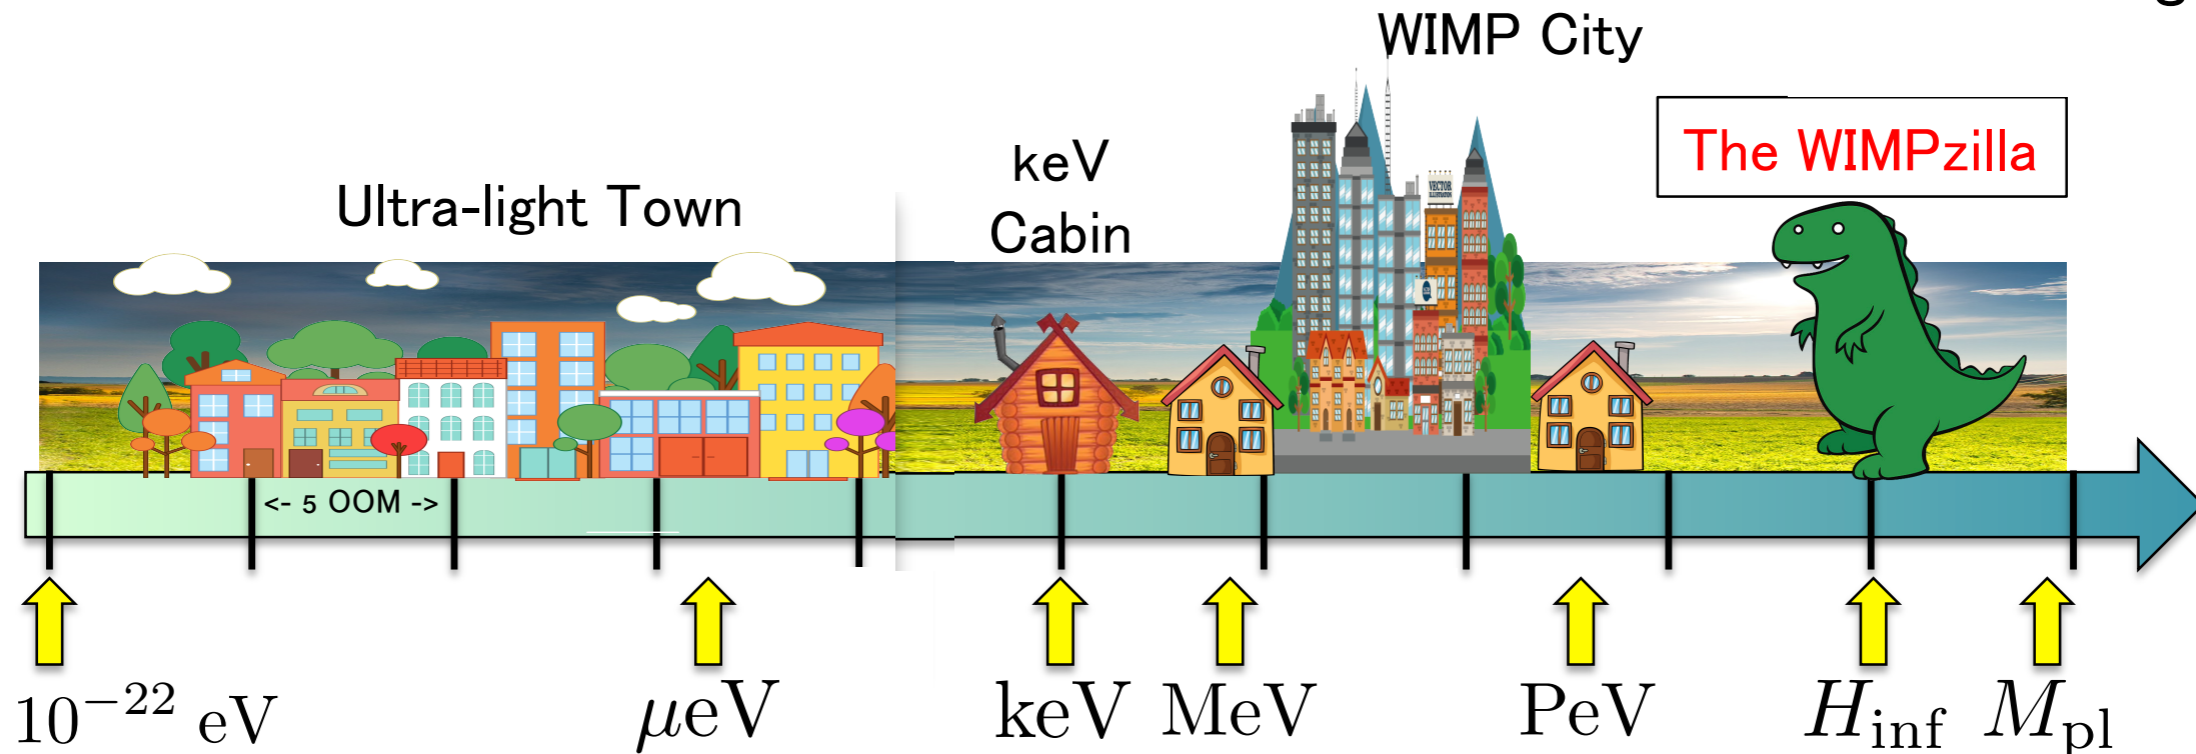 g
WIMP City
The WIMPzilla
keV
Cabin
Ultra-light Town
VECTOR
<- 5 OOM ->
10⁻²² eV
μeV
keV
MeV
PeV
H_inf
M_pl